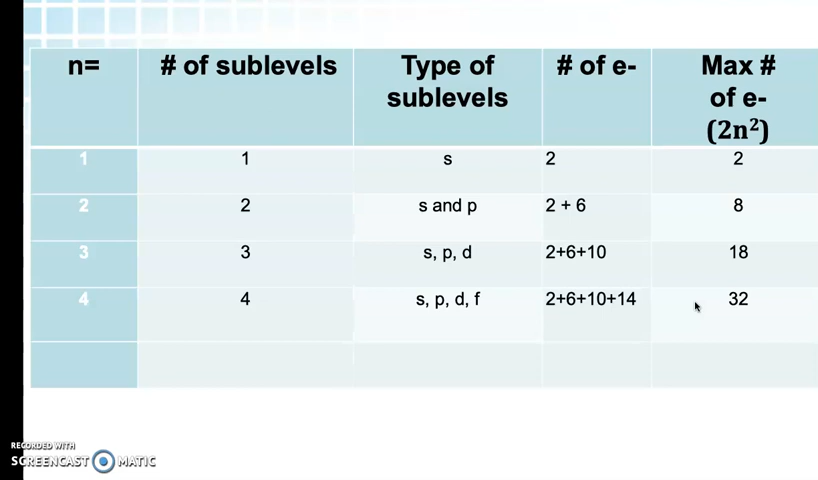 n= # of sublevels Type of sublevels # of e- Max # of e- (2n²)
1 1 s 2 2
2 2 s and p 2 + 6 8
3 3 s, p, d 2+6+10 18
4 4 s, p, d, f 2+6+10+14 32
RECORDED WITH
SCREENCAST MATIC